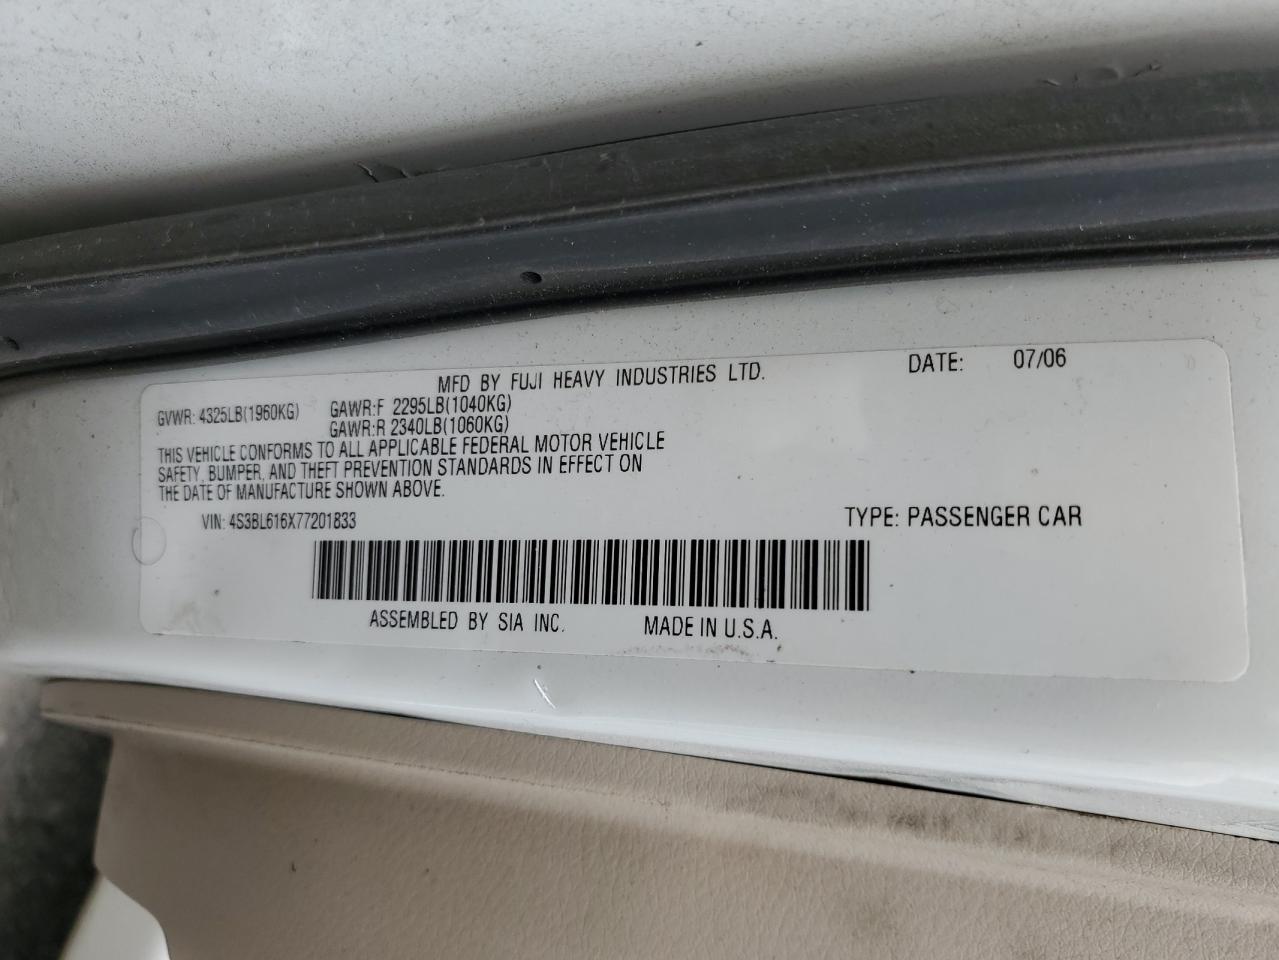 MFD BY FUJI HEAVY INDUSTRIES LTD. DATE: 07/06
GVWR: 4325LB(1960KG) GAWR:F 2295LB(1040KG)
GAWR:R 2340LB(1060KG)
THIS VEHICLE CONFORMS TO ALL APPLICABLE FEDERAL MOTOR VEHICLE
SAFETY, BUMPER, AND THEFT PREVENTION STANDARDS IN EFFECT ON
THE DATE OF MANUFACTURE SHOWN ABOVE.
VIN: 4S3BL616X77201833 TYPE: PASSENGER CAR
ASSEMBLED BY SIA INC. MADE IN U.S.A.